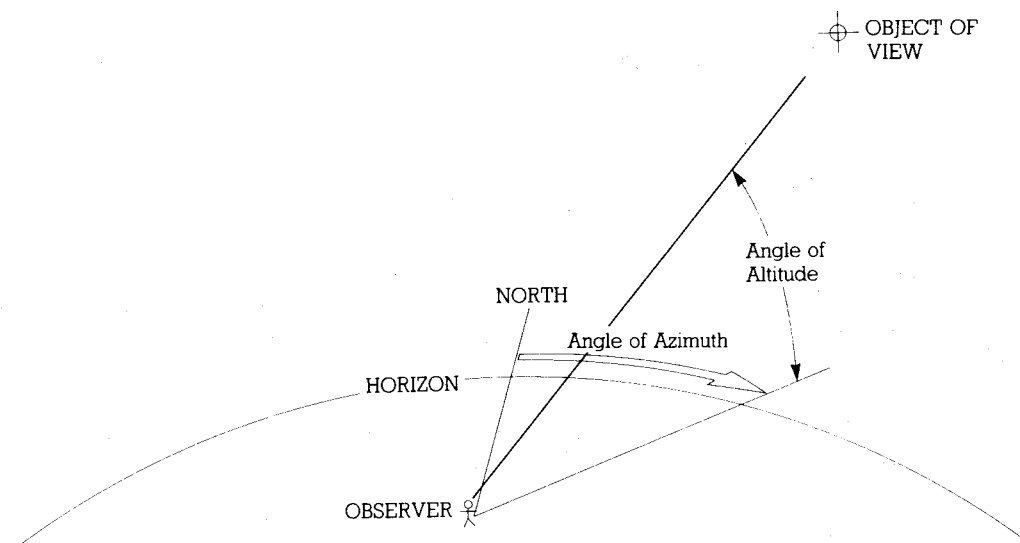 OBJECT OF
VIEW
Angle of
Altitude
NORTH
Angle of Azimuth
HORIZON
OBSERVER